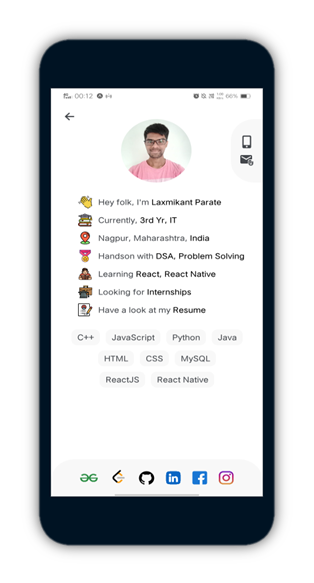 00:12
66%
Hey folk, I'm Laxmikant Parate
Currently, 3rd Yr, IT
Nagpur, Maharashtra, India
Handson with DSA, Problem Solving
Learning React, React Native
Looking for Internships
Have a look at my Resume
C++ JavaScript Python Java
HTML CSS MySQL
ReactJS React Native